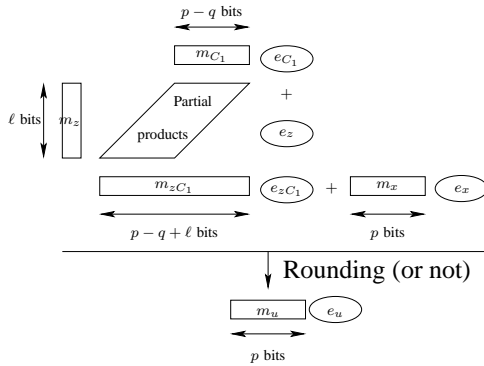 p − q bits
m_{C_1} e_{C_1}
Partial +
ℓ bits m_z
products e_z
m_{zC_1} e_{zC_1} + m_x e_x
p − q + ℓ bits p bits
Rounding (or not)
m_u e_u
p bits